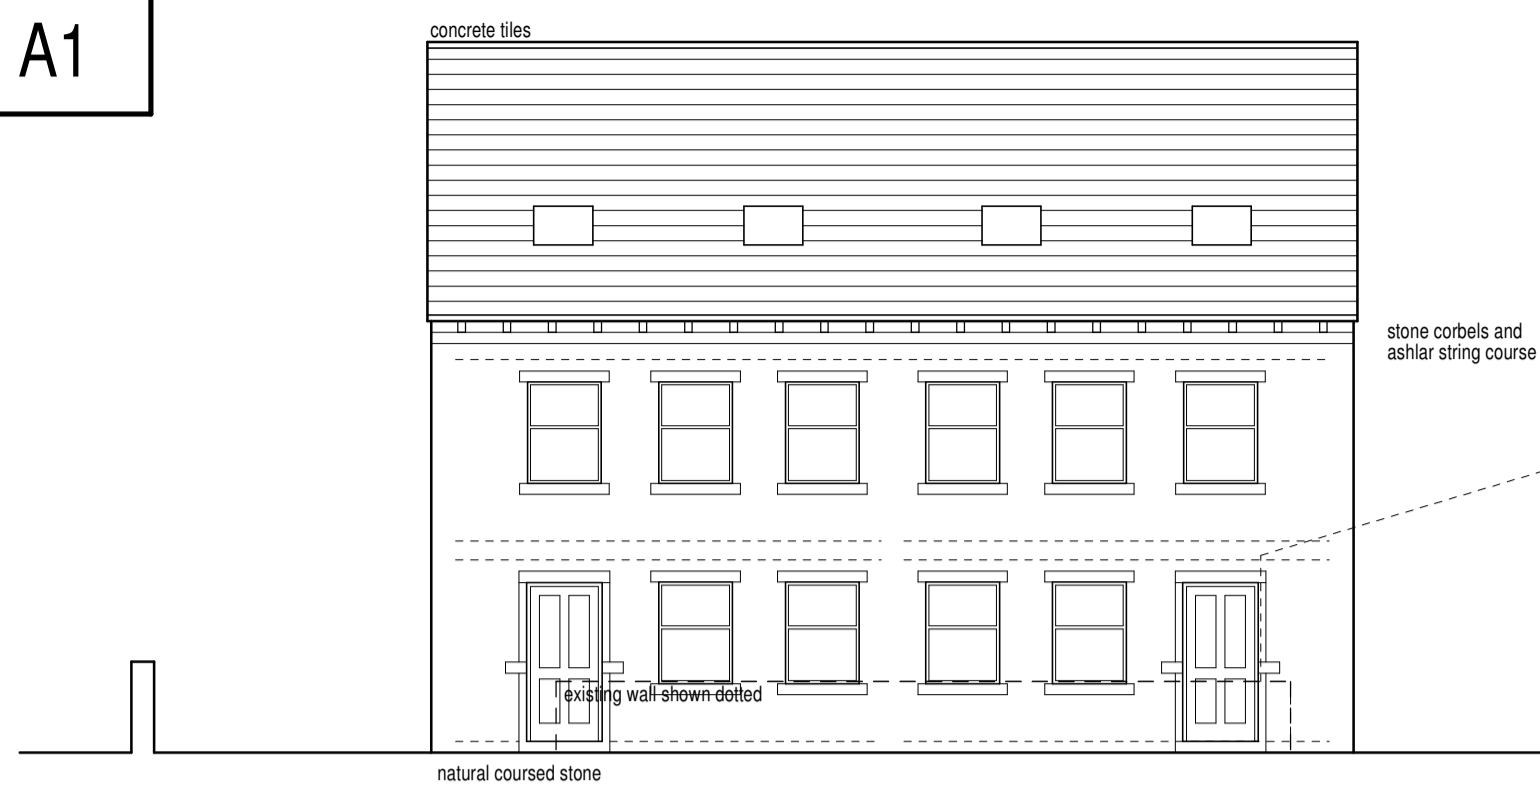 A1
concrete tiles
stone corbels and
ashlar string course
existing wall shown dotted
natural coursed stone